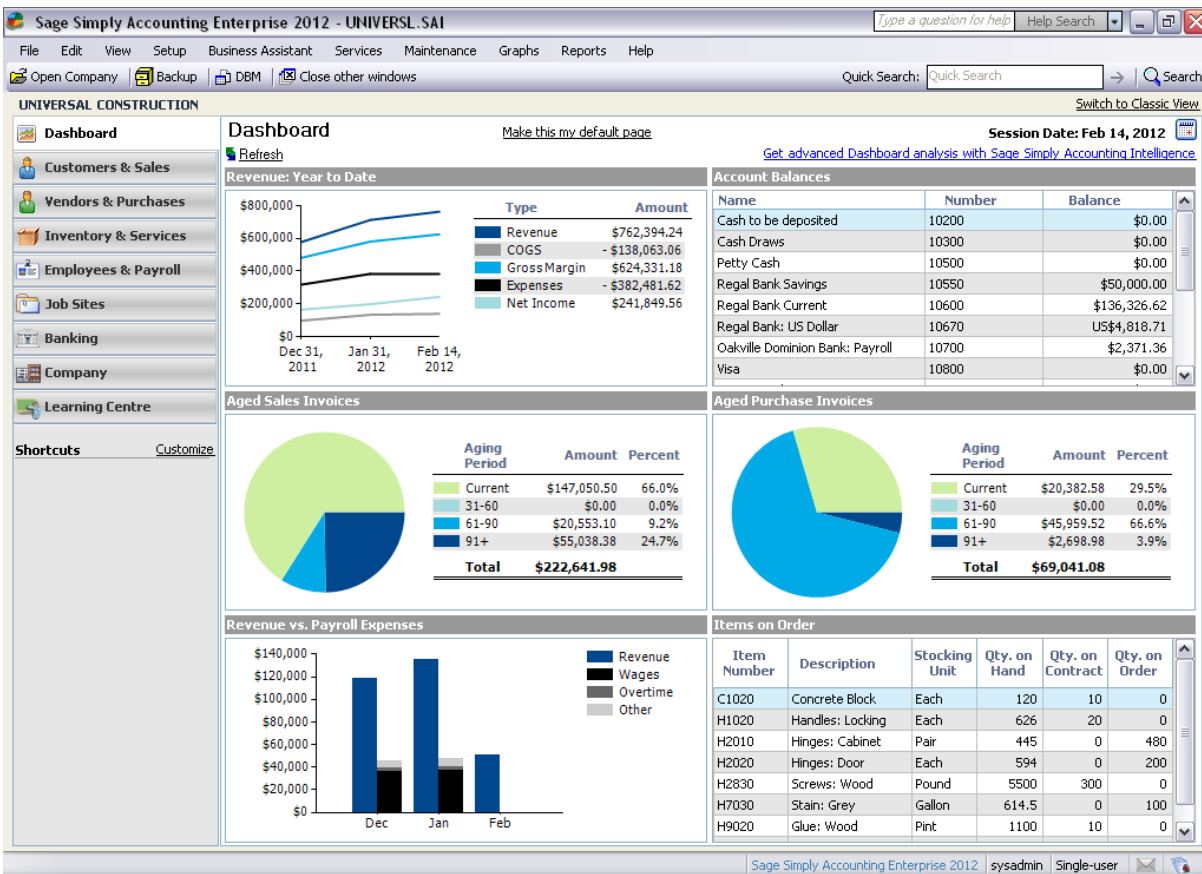 Sage Simply Accounting Enterprise 2012 - UNIVERSL.SAI
Type a question for help Help Search
File Edit View Setup Business Assistant Services Maintenance Graphs Reports Help
Open Company Backup DBM Close other windows Quick Search: Quick Search Search
UNIVERSAL CONSTRUCTION Switch to Classic View
Dashboard
Customers & Sales
Vendors & Purchases
Inventory & Services
Employees & Payroll
Job Sites
Banking
Company
Learning Centre
Shortcuts Customize
Dashboard Make this my default page Session Date: Feb 14, 2012
Refresh Get advanced Dashboard analysis with Sage Simply Accounting Intelligence
Revenue: Year to Date
$800,000
$600,000
$400,000
$200,000
$0
Dec 31, 2011
Jan 31, 2012
Feb 14, 2012
Type Amount
Revenue $762,394.24
COGS - $138,063.06
Gross Margin $624,331.18
Expenses - $382,481.62
Net Income $241,849.56
Account Balances
Name Number Balance
Cash to be deposited 10200 $0.00
Cash Draws 10300 $0.00
Petty Cash 10500 $0.00
Regal Bank Savings 10550 $50,000.00
Regal Bank Current 10600 $136,326.62
Regal Bank: US Dollar 10670 US$4,818.71
Oakville Dominion Bank: Payroll 10700 $2,371.36
Visa 10800 $0.00
Aged Sales Invoices
Aging Period Amount Percent
Current $147,050.50 66.0%
31-60 $0.00 0.0%
61-90 $20,553.10 9.2%
91+ $55,038.38 24.7%
Total $222,641.98
Aged Purchase Invoices
Aging Period Amount Percent
Current $20,382.58 29.5%
31-60 $0.00 0.0%
61-90 $45,959.52 66.6%
91+ $2,698.98 3.9%
Total $69,041.08
Revenue vs. Payroll Expenses
$140,000
$120,000
$100,000
$80,000
$60,000
$40,000
$20,000
$0
Dec Jan Feb
Revenue
Wages
Overtime
Other
Items on Order
Item Number Description Stocking Unit Qty. on Hand Qty. on Contract Qty. on Order
C1020 Concrete Block Each 120 10 0
H1020 Handles: Locking Each 626 20 0
H2010 Hinges: Cabinet Pair 445 0 480
H2020 Hinges: Door Each 594 0 200
H2830 Screws: Wood Pound 5500 300 0
H7030 Stain: Grey Gallon 614.5 0 100
H9020 Glue: Wood Pint 1100 10 0
Sage Simply Accounting Enterprise 2012 sysadmin Single-user